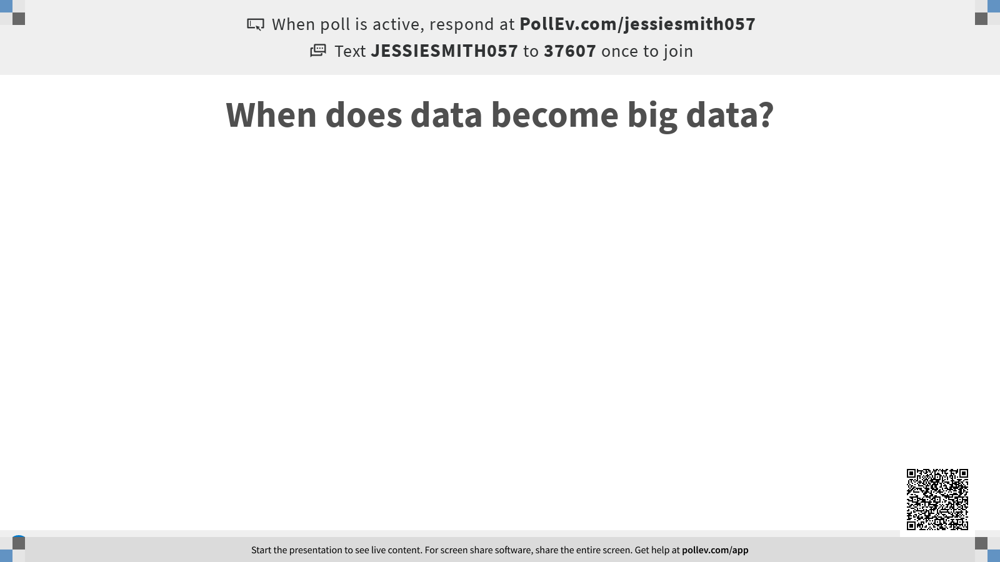 When poll is active, respond at PollEv.com/jessiesmith057
Text JESSIESMITH057 to 37607 once to join
When does data become big data?
Start the presentation to see live content. For screen share software, share the entire screen. Get help at pollev.com/app